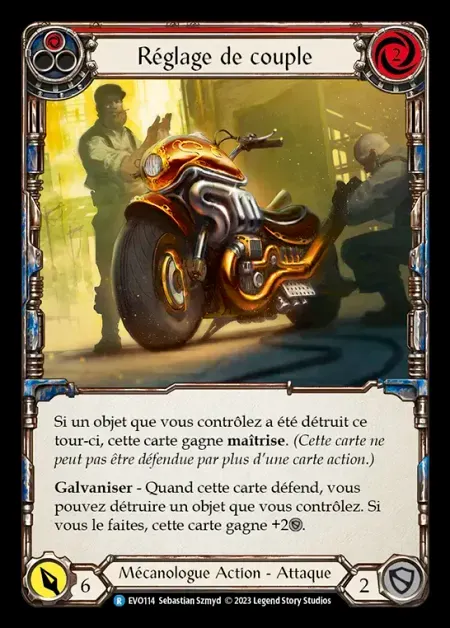 Réglage de couple
2
Si un objet que vous contrôlez a été détruit ce
tour-ci, cette carte gagne maîtrise. (Cette carte ne
peut pas être défendue par plus d'une carte action.)
Galvaniser - Quand cette carte défend, vous
pouvez détruire un objet que vous contrôlez. Si
vous le faites, cette carte gagne +2.
6
Mécanologue Action - Attaque
2
R EVO114 Sebastian Szmyd © 2023 Legend Story Studios